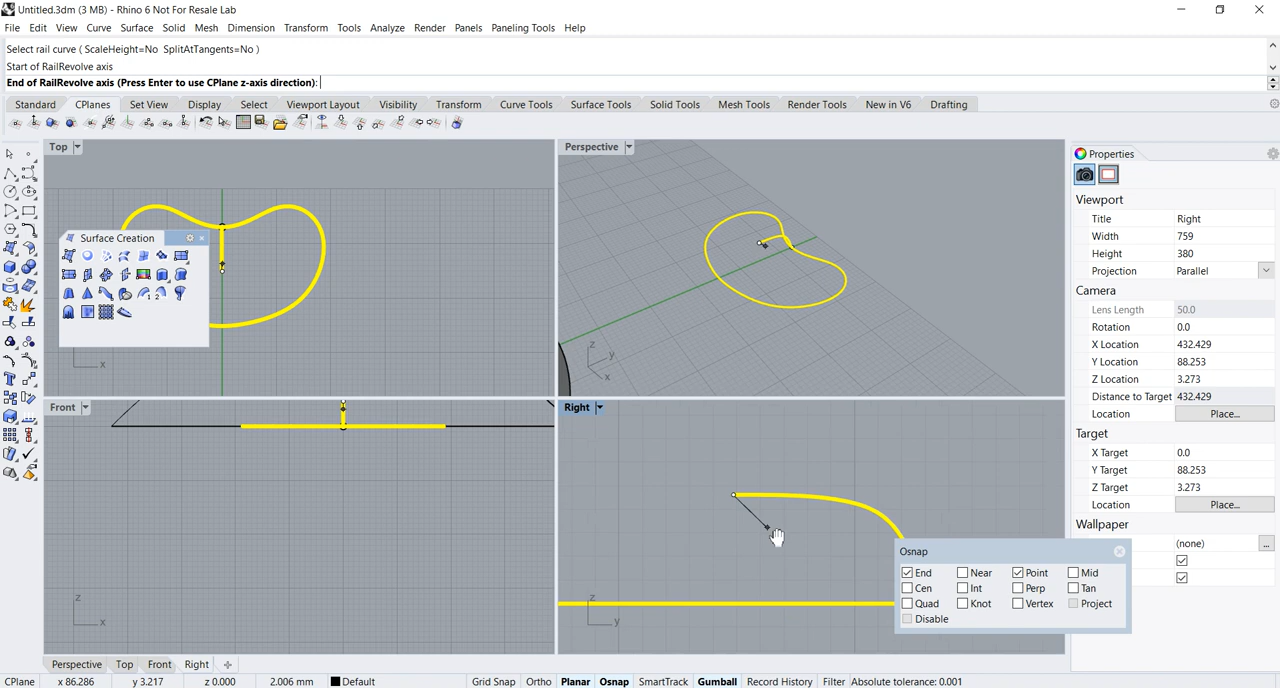 Untitled.3dm (3 MB) - Rhino 6 Not For Resale Lab
File Edit View Curve Surface Solid Mesh Dimension Transform Tools Analyze Render Panels Paneling Tools Help
Select rail curve ( ScaleHeight=No SplitAtTangents=No )
Start of RailRevolve axis
End of RailRevolve axis (Press Enter to use CPlane z-axis direction):
Standard CPlanes Set View Display Select Viewport Layout Visibility Transform Curve Tools Surface Tools Solid Tools Mesh Tools Render Tools New in V6 Drafting
Top
Surface Creation
x
Perspective
z
y
x
Front
z
x
Right
z
y
Osnap
End Near Point Mid
Cen Int Perp Tan
Quad Knot Vertex Project
Disable
Properties
Viewport
Title Right
Width 759
Height 380
Projection Parallel
Camera
Lens Length 50.0
Rotation 0.0
X Location 432.429
Y Location 88.253
Z Location 3.273
Distance to Target 432.429
Location Place...
Target
X Target 0.0
Y Target 88.253
Z Target 3.273
Location Place...
Wallpaper
(none) ...
Perspective Top Front Right
CPlane x 86.286 y 3.217 z 0.000 2.006 mm Default Grid Snap Ortho Planar Osnap SmartTrack Gumball Record History Filter Absolute tolerance: 0.001